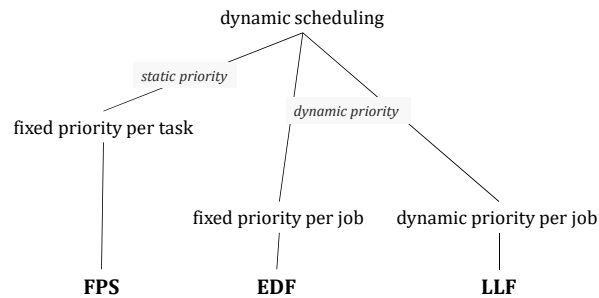 dynamic scheduling
static priority
dynamic priority
fixed priority per task
fixed priority per job
dynamic priority per job
FPS
EDF
LLF